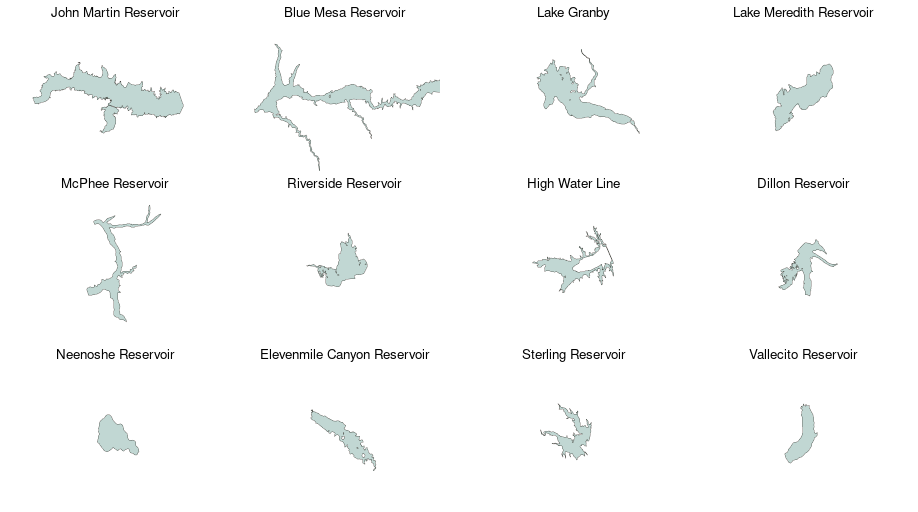 John Martin Reservoir
Blue Mesa Reservoir
Lake Granby
Lake Meredith Reservoir
McPhee Reservoir
Riverside Reservoir
High Water Line
Dillon Reservoir
Neenoshe Reservoir
Elevenmile Canyon Reservoir
Sterling Reservoir
Vallecito Reservoir